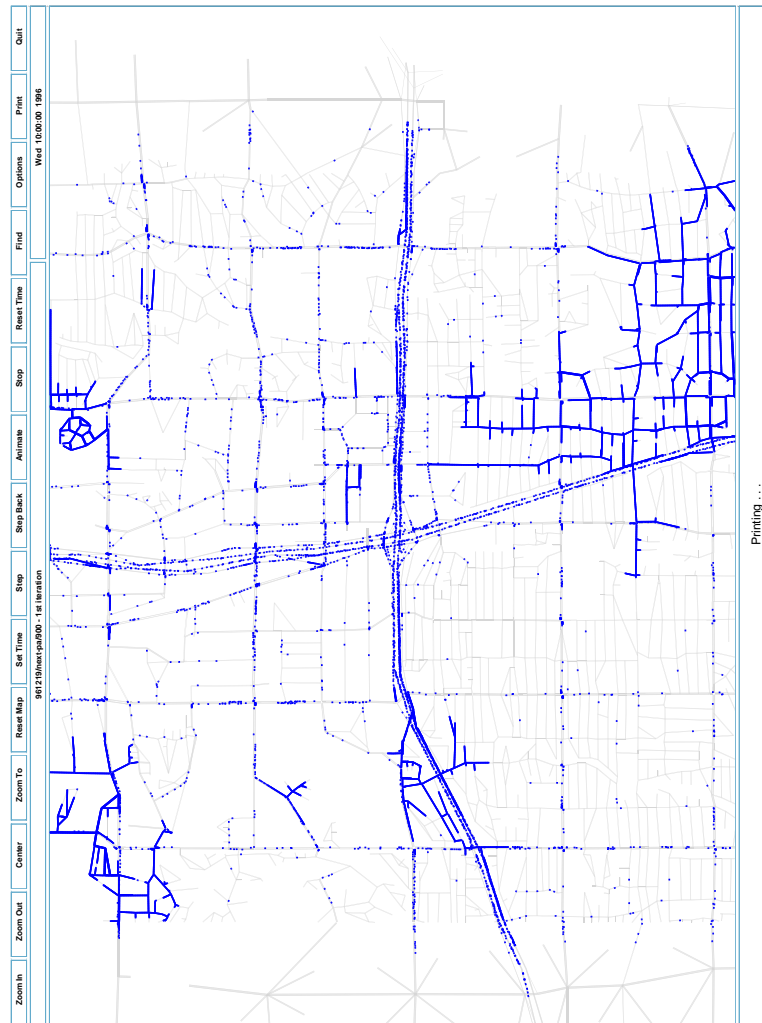 Zoom In
Zoom Out
Center
Zoom To
Reset Map
Set Time
Step
Step Back
Animate
Stop
Reset Time
Find
Options
Print
Quit
961219/next-pa/900 - 1st iteration
Wed 10:00:00 1996
Printing . . .